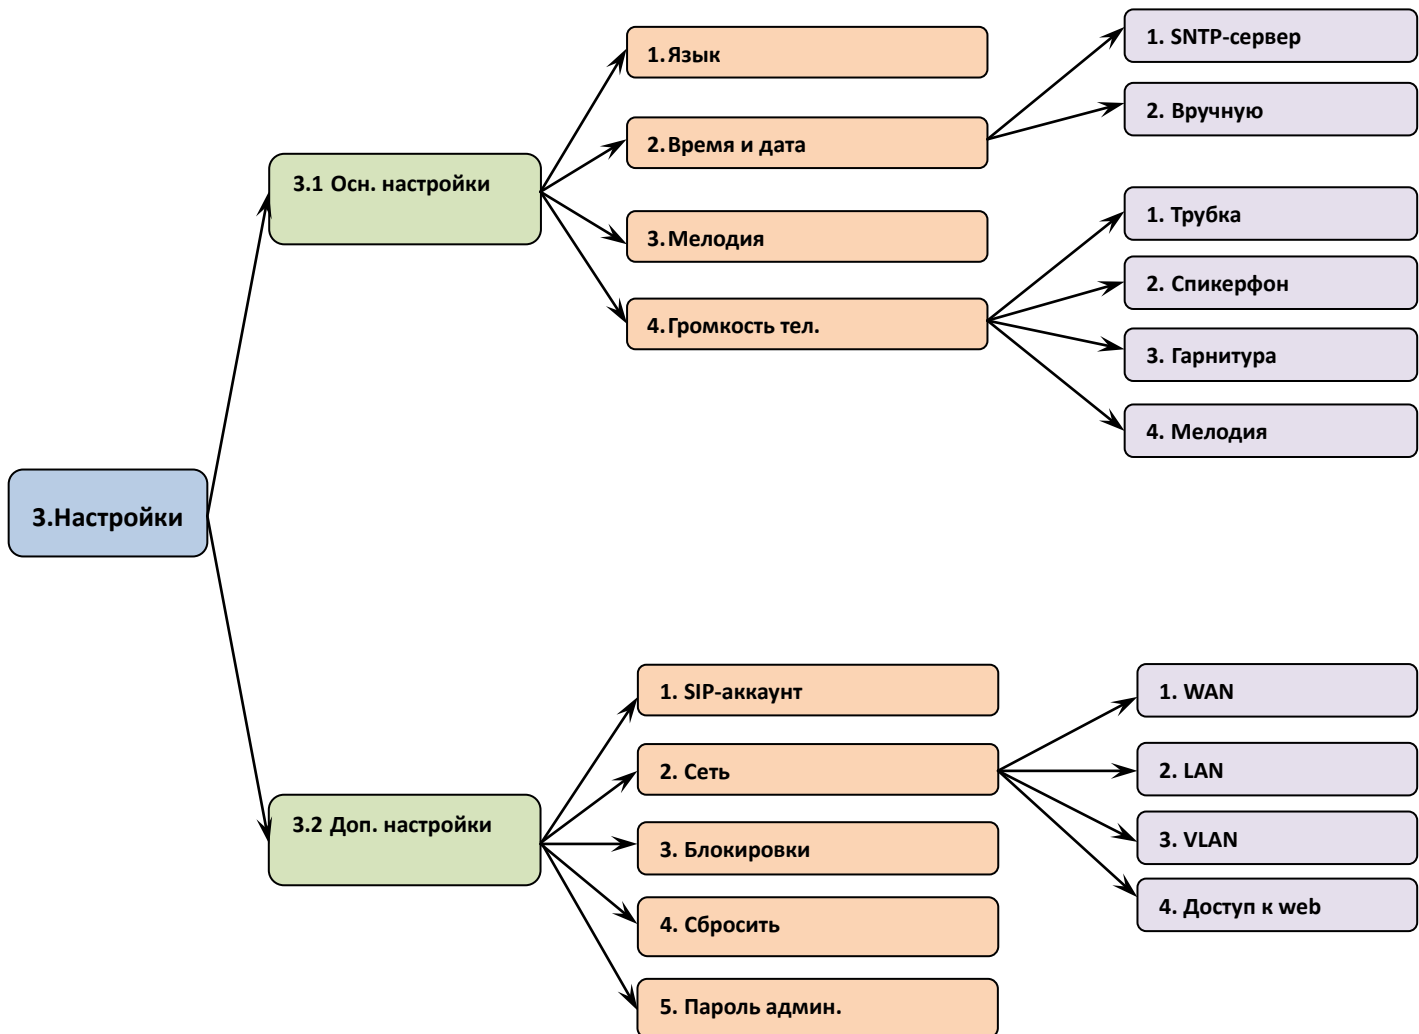 3.Настройки
3.1 Осн. настройки
1.Язык
2.Время и дата
1. SNTP-сервер
2. Вручную
3.Мелодия
4.Громкость тел.
1. Трубка
2. Спикерфон
3. Гарнитура
4. Мелодия
3.2 Доп. настройки
1. SIP-аккаунт
2. Сеть
1. WAN
2. LAN
3. VLAN
4. Доступ к web
3. Блокировки
4. Сбросить
5. Пароль админ.